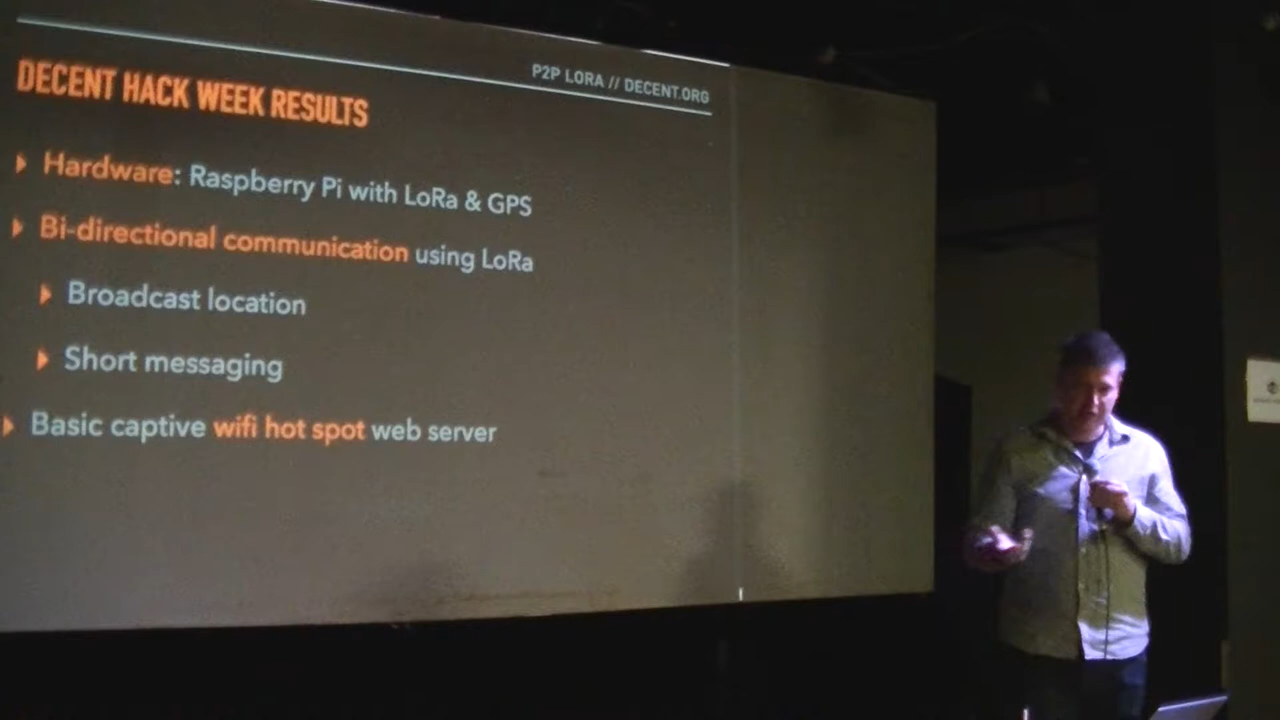 P2P LORA // DECENT.ORG
DECENT HACK WEEK RESULTS
Hardware: Raspberry Pi with LoRa & GPS
Bi-directional communication using LoRa
Broadcast location
Short messaging
Basic captive wifi hot spot web server